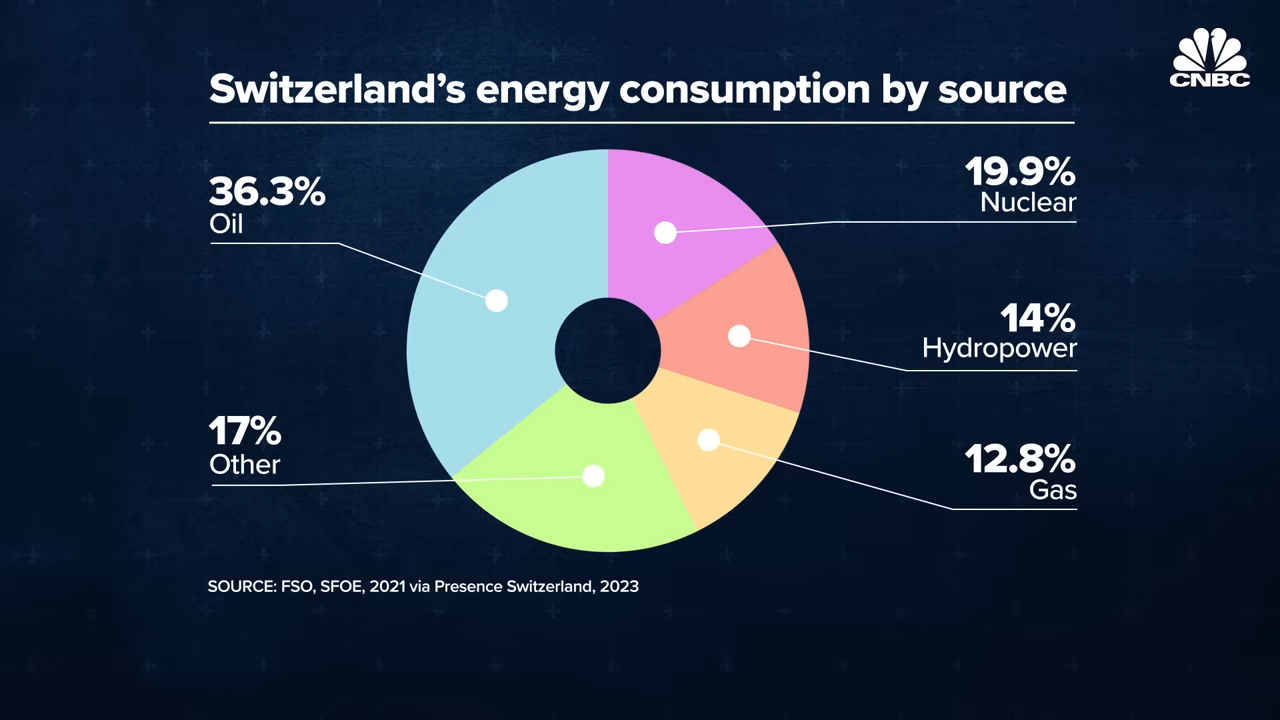 CNBC
Switzerland’s energy consumption by source
36.3%
Oil
19.9%
Nuclear
14%
Hydropower
17%
Other
12.8%
Gas
SOURCE: FSO, SFOE, 2021 via Presence Switzerland, 2023